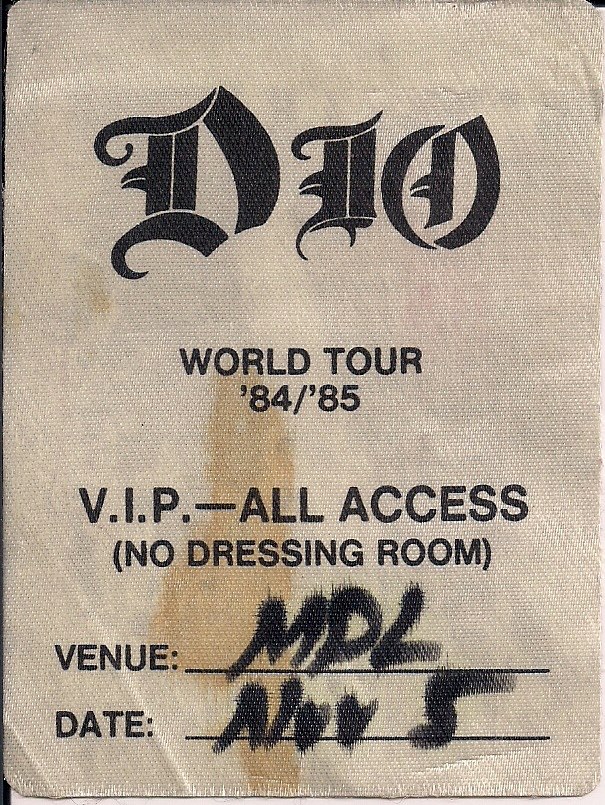 DIO
WORLD TOUR
'84/'85
V.I.P.—ALL ACCESS
(NO DRESSING ROOM)
VENUE: MDL
DATE: Nov 5